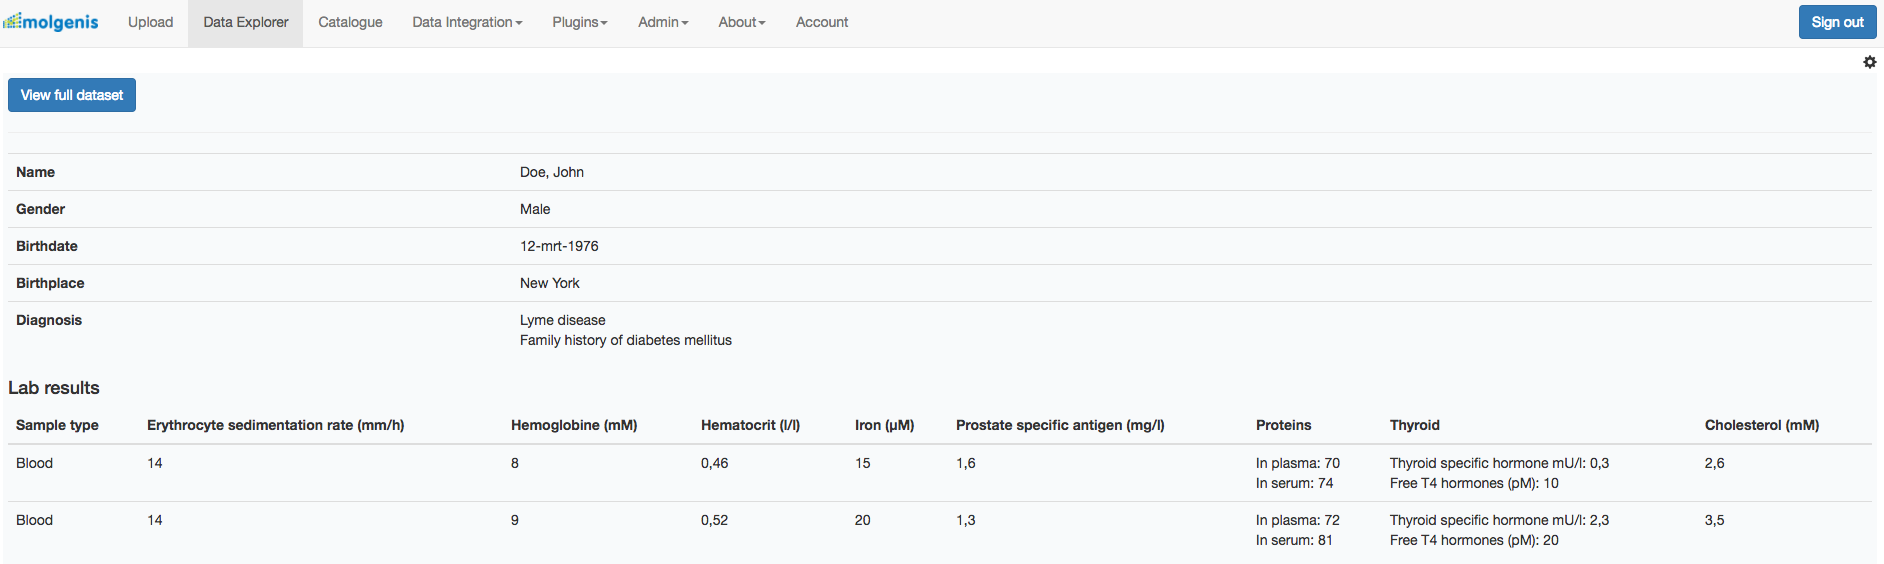 molgenis Upload Data Explorer Catalogue Data Integration Plugins Admin About Account Sign out
View full dataset
Name Doe, John
Gender Male
Birthdate 12-mrt-1976
Birthplace New York
Diagnosis Lyme disease
Family history of diabetes mellitus
Lab results
Sample type Erythrocyte sedimentation rate (mm/h) Hemoglobine (mM) Hematocrit (l/l) Iron (µM) Prostate specific antigen (mg/l) Proteins Thyroid Cholesterol (mM)
Blood 14 8 0,46 15 1,6 In plasma: 70 Thyroid specific hormone mU/l: 0,3 2,6
In serum: 74 Free T4 hormones (pM): 10
Blood 14 9 0,52 20 1,3 In plasma: 72 Thyroid specific hormone mU/l: 2,3 3,5
In serum: 81 Free T4 hormones (pM): 20